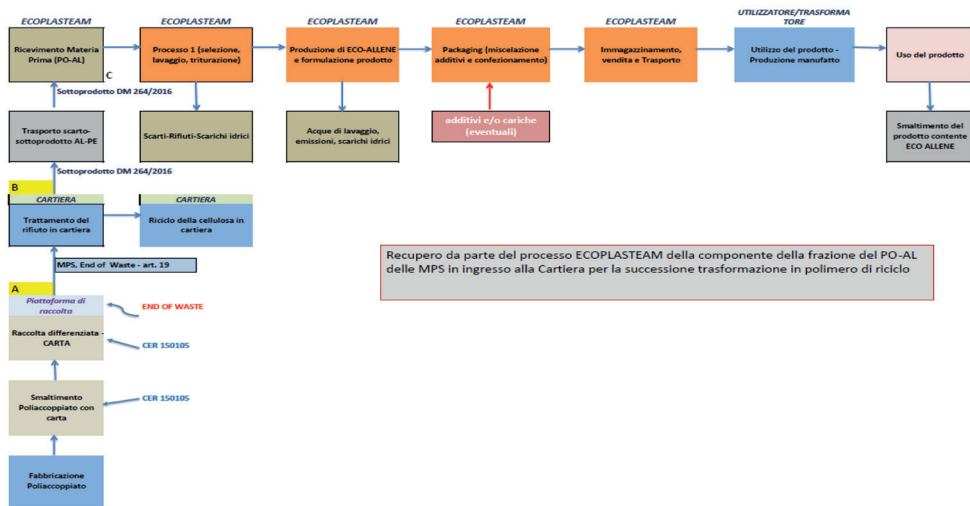 ECOPLASTEAM
ECOPLASTEAM
ECOPLASTEAM
ECOPLASTEAM
ECOPLASTEAM
UTILIZZATORE/TRASFORMA
TORE
Ricevimento Materia
Prima (PO-AL)
C
Processo 1 (selezione,
lavaggio, triturazione)
Produzione di ECO-ALLENE
e formulazione prodotto
Packaging (miscelazione
additivi e confezionamento)
Immagazzinamento,
vendita e Trasporto
Utilizzo del prodotto -
Produzione manufatto
Uso del prodotto
Sottoprodotto DM 264/2016
Trasporto scarto-
sottoprodotto AL-PE
Scarti-Rifiuti-Scarichi idrici
Acque di lavaggio,
emissioni, scarichi idrici
additivi e/o cariche
(eventuali)
Smaltimento del
prodotto contente
ECO ALLENE
Sottoprodotto DM 264/2016
B
CARTIERA
CARTIERA
Trattamento del
rifiuto in cartiera
Riciclo della cellulosa in
cartiera
MPS, End of Waste - art. 19
Recupero da parte del processo ECOPLASTEAM della componente della frazione del PO-AL
delle MPS in ingresso alla Cartiera per la successione trasformazione in polimero di riciclo
A
Piattaforma di
raccolta
END OF WASTE
Raccolta differenziata -
CARTA
CER 150105
Smaltimento
Poliaccoppiato con
carta
CER 150105
Fabbricazione
Poliaccoppiato